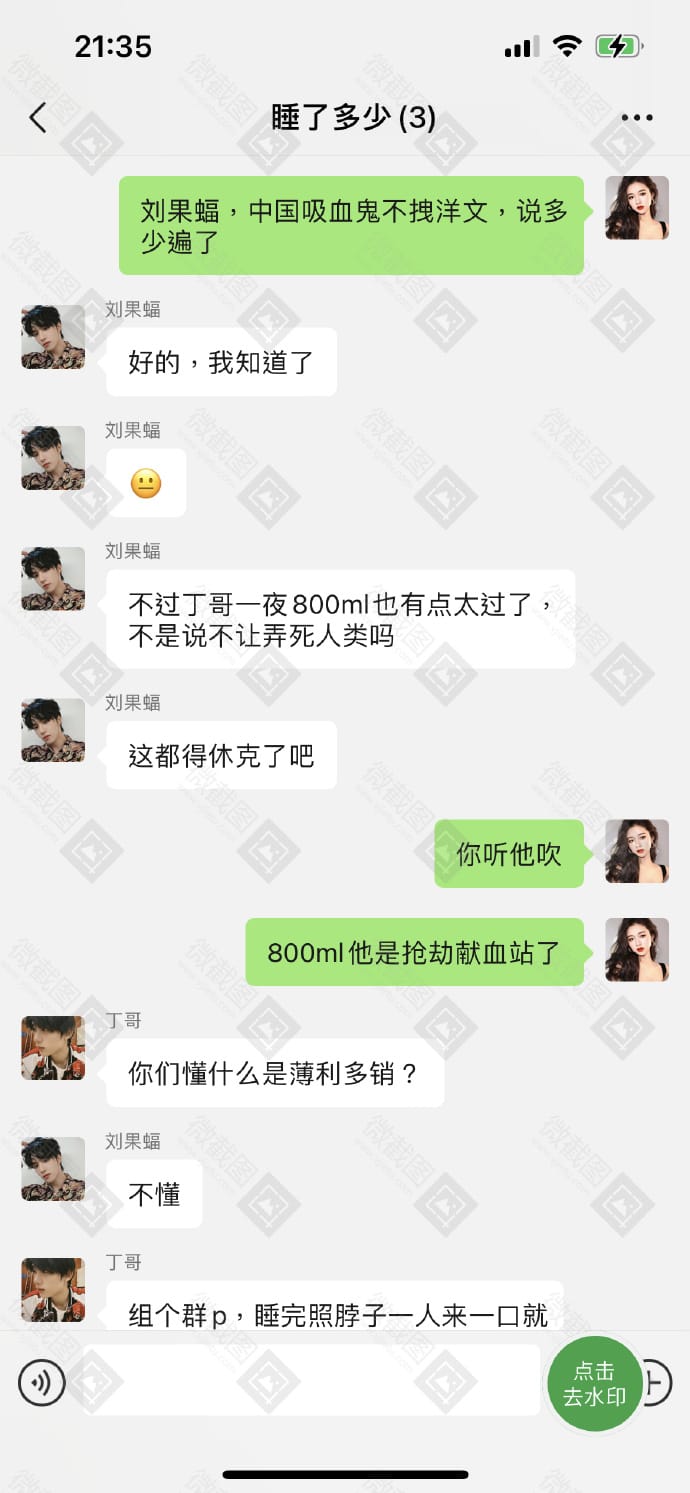 21:35
睡了多少(3)
刘果蝠，中国吸血鬼不拽洋文，说多
少遍了
刘果蝠
好的，我知道了
刘果蝠
刘果蝠
不过丁哥一夜800ml也有点太过了，
不是说不让弄死人类吗
刘果蝠
这都得休克了吧
你听他吹
800ml他是抢劫献血站了
丁哥
你们懂什么是薄利多销？
刘果蝠
不懂
丁哥
组个群p，睡完照脖子一人来一口就
点击
去水印
微截图